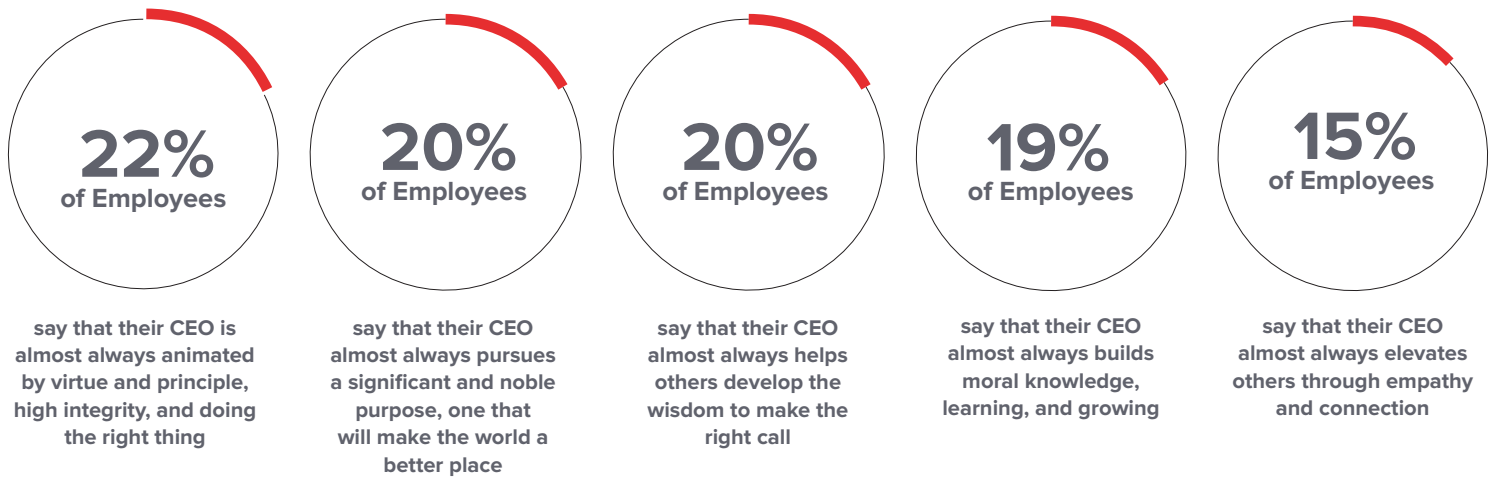 22%
of Employees
say that their CEO is
almost always animated
by virtue and principle,
high integrity, and doing
the right thing
20%
of Employees
say that their CEO
almost always pursues
a significant and noble
purpose, one that
will make the world a
better place
20%
of Employees
say that their CEO
almost always helps
others develop the
wisdom to make the
right call
19%
of Employees
say that their CEO
almost always builds
moral knowledge,
learning, and growing
15%
of Employees
say that their CEO
almost always elevates
others through empathy
and connection